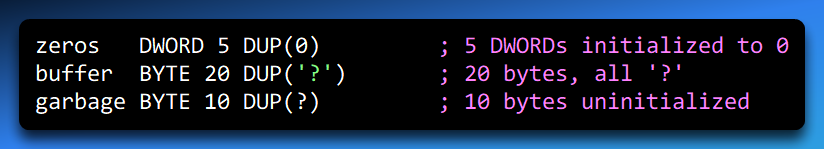 zeros   DWORD 5 DUP(0)         ; 5 DWORDs initialized to 0
buffer  BYTE 20 DUP('?')       ; 20 bytes, all '?'
garbage BYTE 10 DUP(?)         ; 10 bytes uninitialized